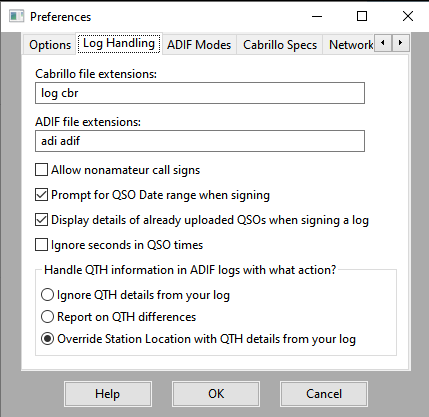 Preferences
Options Log Handling ADIF Modes Cabrillo Specs Network
Cabrillo file extensions:
log cbr
ADIF file extensions:
adi adif
Allow nonamateur call signs
Prompt for QSO Date range when signing
Display details of already uploaded QSOs when signing a log
Ignore seconds in QSO times
Handle QTH information in ADIF logs with what action?
Ignore QTH details from your log
Report on QTH differences
Override Station Location with QTH details from your log
Help OK Cancel